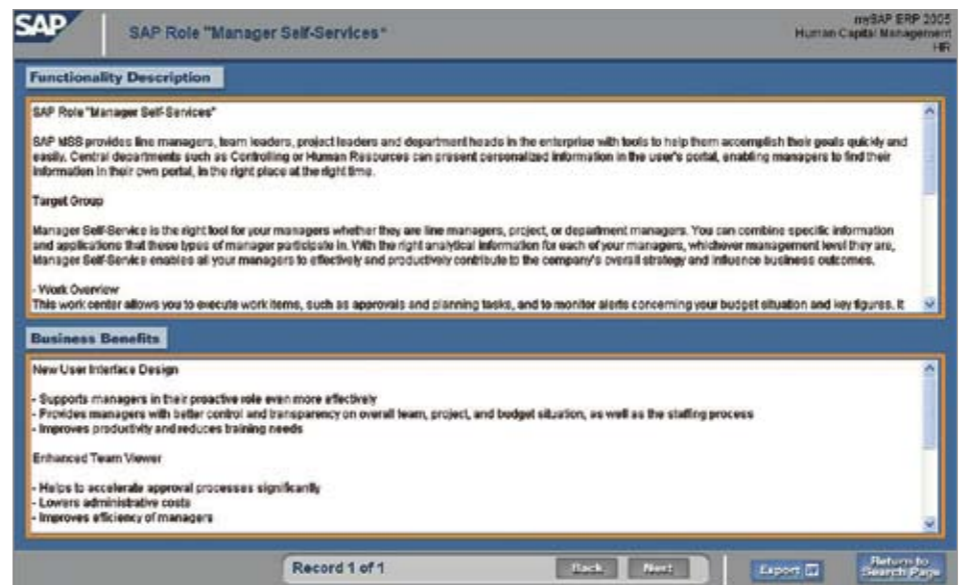 SAP
SAP Role "Manager Self-Services"
mySAP ERP 2005
Human Capital Management
HR
Functionality Description
SAP Role "Manager Self-Services"
SAP MSS provides line managers, team leaders, project leaders and department heads in the enterprise with tools to help them accomplish their goals quickly and
easily. Central departments such as Controlling or Human Resources can present personalized information in the user's portal, enabling managers to find their
information in their own portal, in the right place at the right time.
Target Group
Manager Self-Service is the right tool for your managers whether they are line managers, project, or department managers. You can combine specific information
and applications that these types of manager participate in. With the right analytical information for each of your managers, whichever management level they are,
Manager Self-Service enables all your managers to effectively and productively contribute to the company's overall strategy and influence business outcomes.
- Work Overview
This work center allows you to execute work items, such as approvals and planning tasks, and to monitor alerts concerning your budget situation and key figures. It
Business Benefits
New User Interface Design
- Supports managers in their proactive role even more effectively
- Provides managers with better control and transparency on overall team, project, and budget situation, as well as the staffing process
- Improves productivity and reduces training needs
Enhanced Team Viewer
- Helps to accelerate approval processes significantly
- Lowers administrative costs
- Improves efficiency of managers
Record 1 of 1
Back
Next
Export
Return to
Search Page